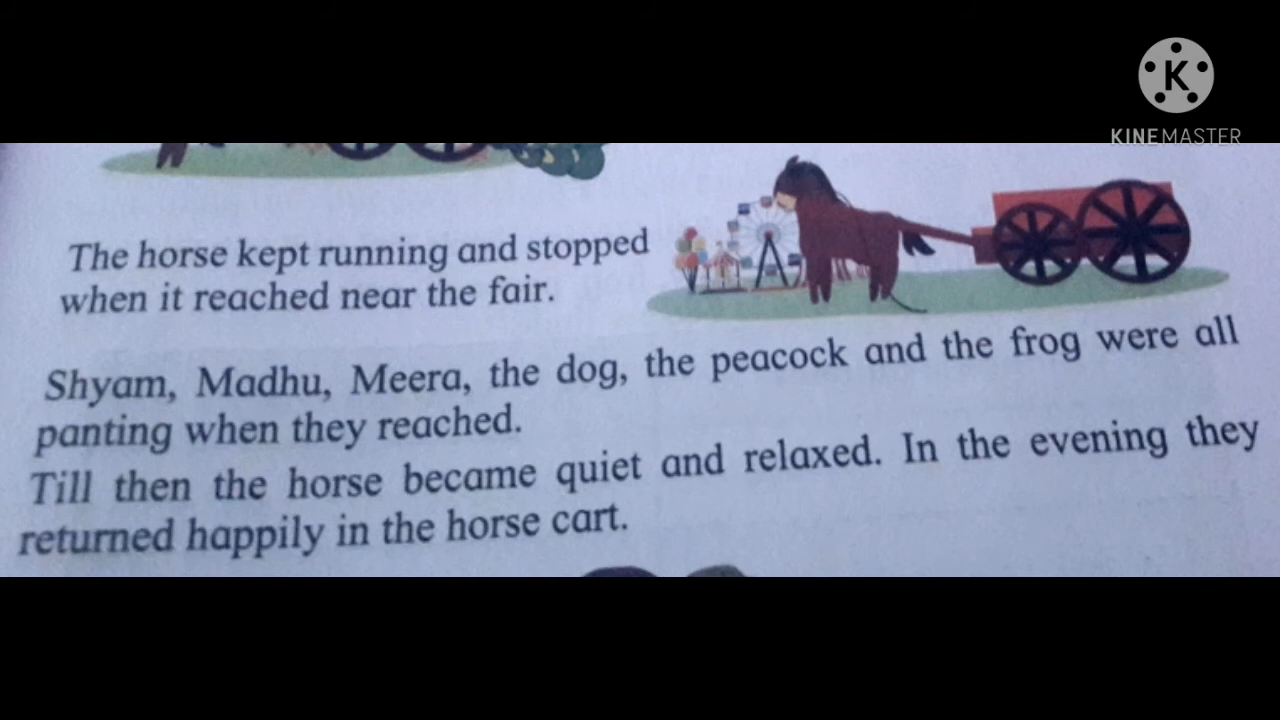 KINEMASTER
The horse kept running and stopped
when it reached near the fair.
Shyam, Madhu, Meera, the dog, the peacock and the frog were all
panting when they reached.
Till then the horse became quiet and relaxed. In the evening they
returned happily in the horse cart.